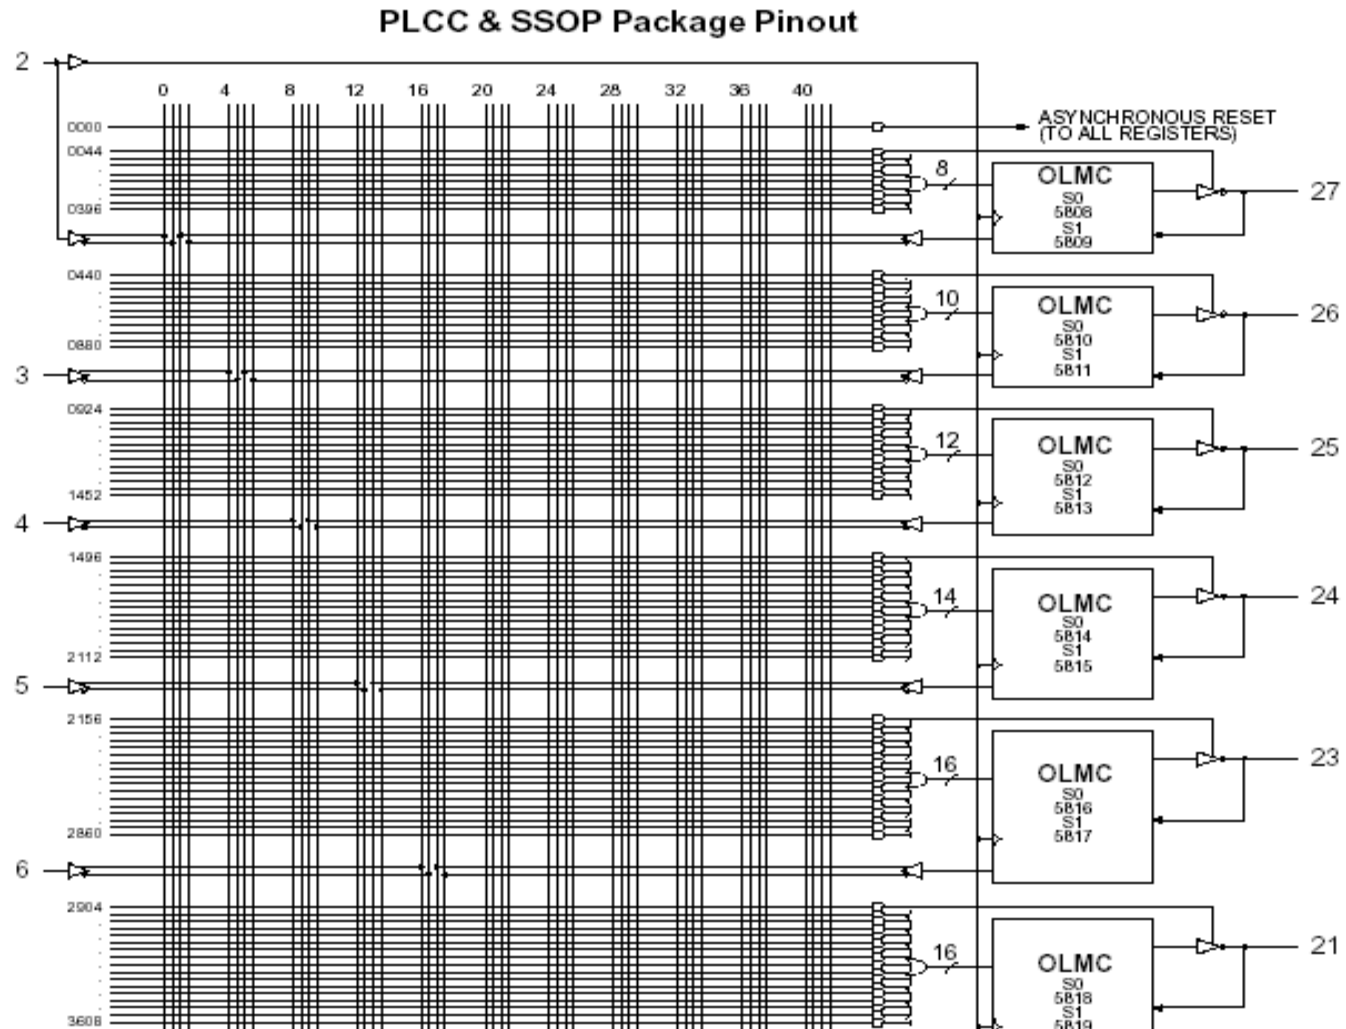 PLCC & SSOP Package Pinout
2
0 4 8 12 16 20 24 28 32 36 40
0000
ASYNCHRONOUS RESET
(TO ALL REGISTERS)
0044
8
OLMC
S0
5808
S1
5809
27
0396
0440
10
OLMC
S0
5810
S1
5811
26
0880
3
0924
12
OLMC
S0
5812
S1
5813
25
1452
4
1496
14
OLMC
S0
5814
S1
5815
24
2112
5
2156
16
OLMC
S0
5816
S1
5817
23
2860
6
2904
16
OLMC
S0
5818
S1
5819
21
3608